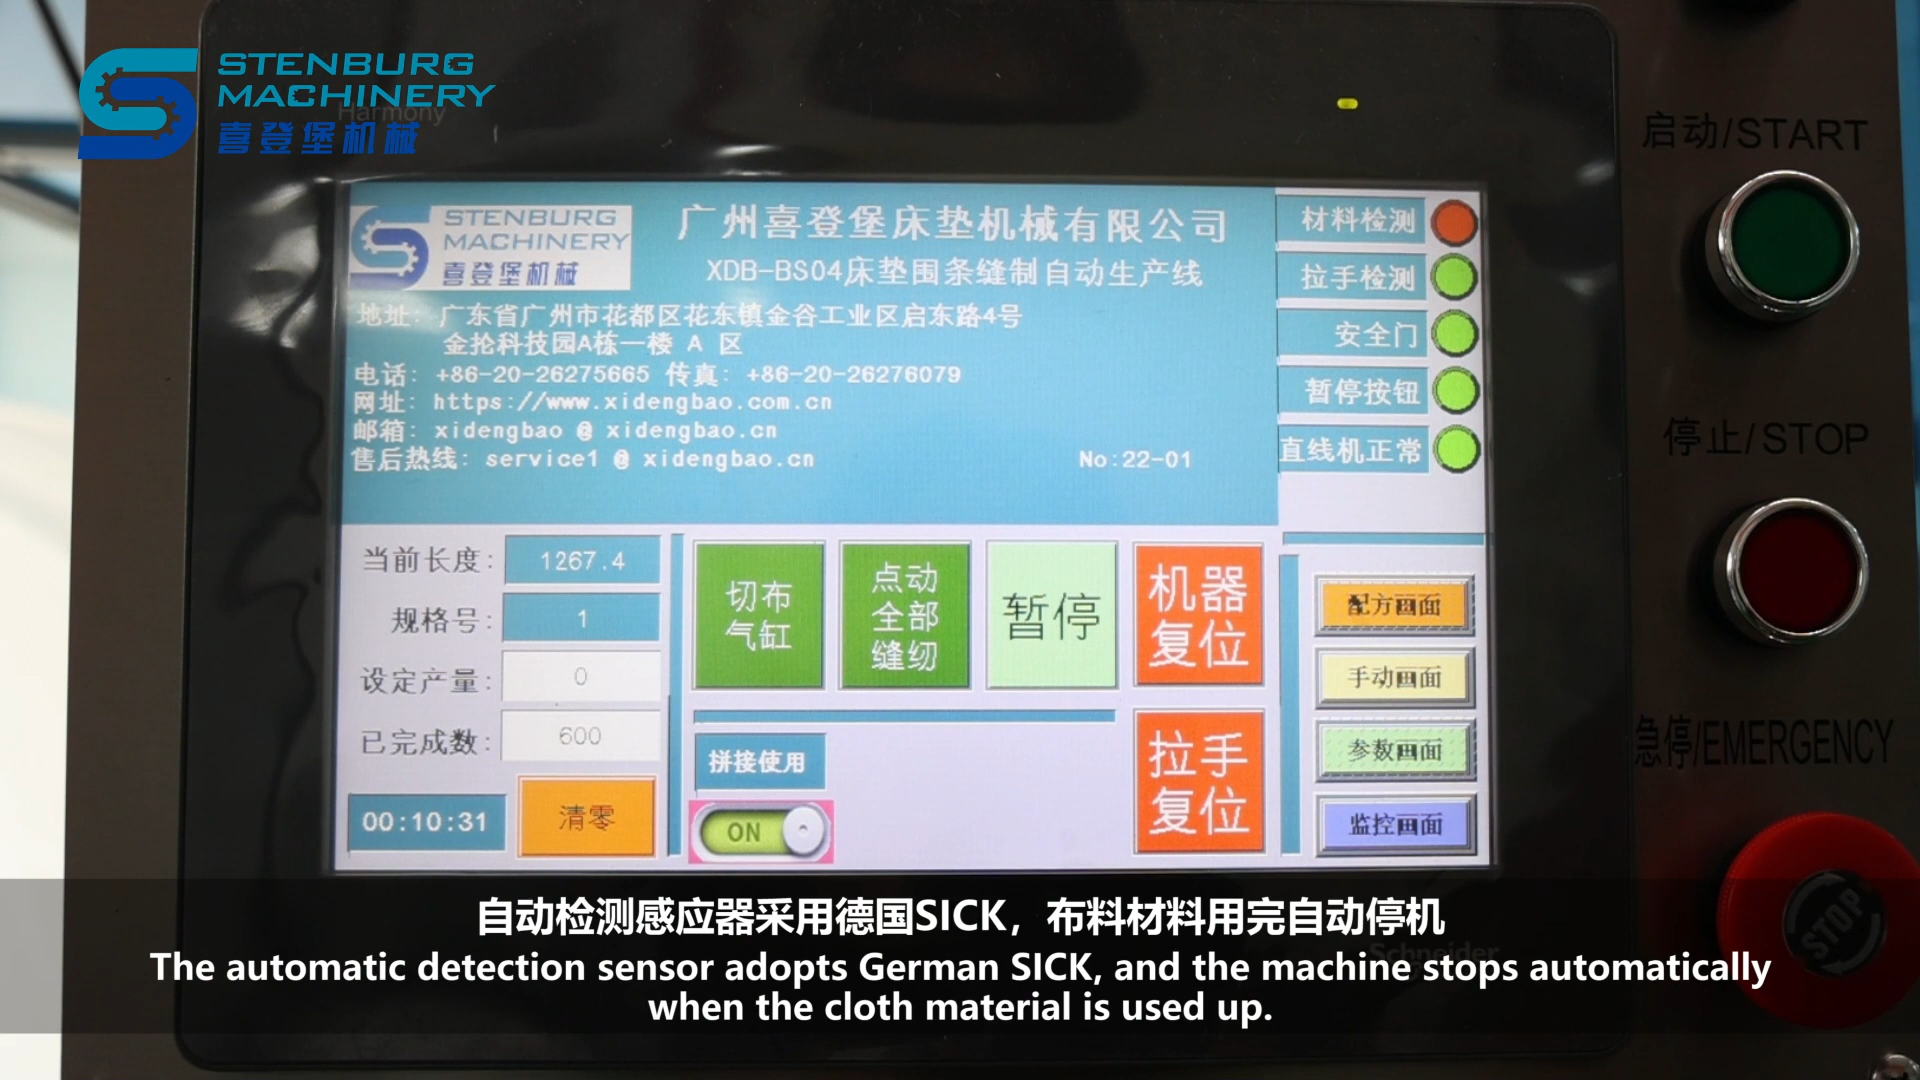 STENBURG
MACHINERY
喜登堡机械
Harmony
STENBURG
MACHINERY
喜登堡机械
广州喜登堡床垫机械有限公司
XDB-BS04床垫围条缝制自动生产线
地址: 广东省广州市花都区花东镇金谷工业区启东路4号
金抢科技园A栋一楼 A 区
电话: +86-20-26275665 传真: +86-20-26276079
网址: https://www.xidengbao.com.cn
邮箱: xidengbao @ xidengbao.cn
售后热线: service1 @ xidengbao.cn
No:22-01
材料检测
拉手检测
安全门
暂停按钮
直线机正常
当前长度: 1267.4
规格号: 1
设定产量: 0
已完成数: 600
00:10:31
清零
切布
气缸
点动
全部
缝纫
暂停
机器
复位
拼接使用
ON
拉手
复位
配方画面
手动画面
参数画面
监控画面
启动/START
停止/STOP
急停/EMERGENCY
STOP
Schneider
自动检测感应器采用德国SICK，布料材料用完自动停机
The automatic detection sensor adopts German SICK, and the machine stops automatically
when the cloth material is used up.